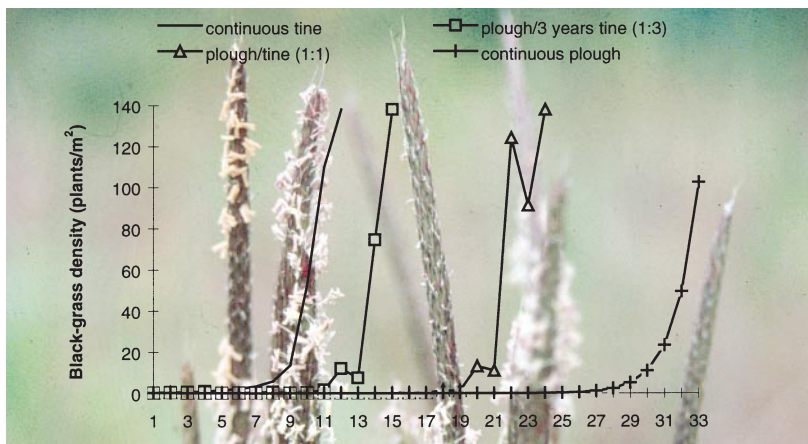 continuous tine
plough/3 years tine (1:3)
plough/tine (1:1)
continuous plough
Black-grass density (plants/m²)
140
120
100
80
60
40
20
0
1 3 5 7 9 11 13 15 17 19 21 23 25 27 29 31 33